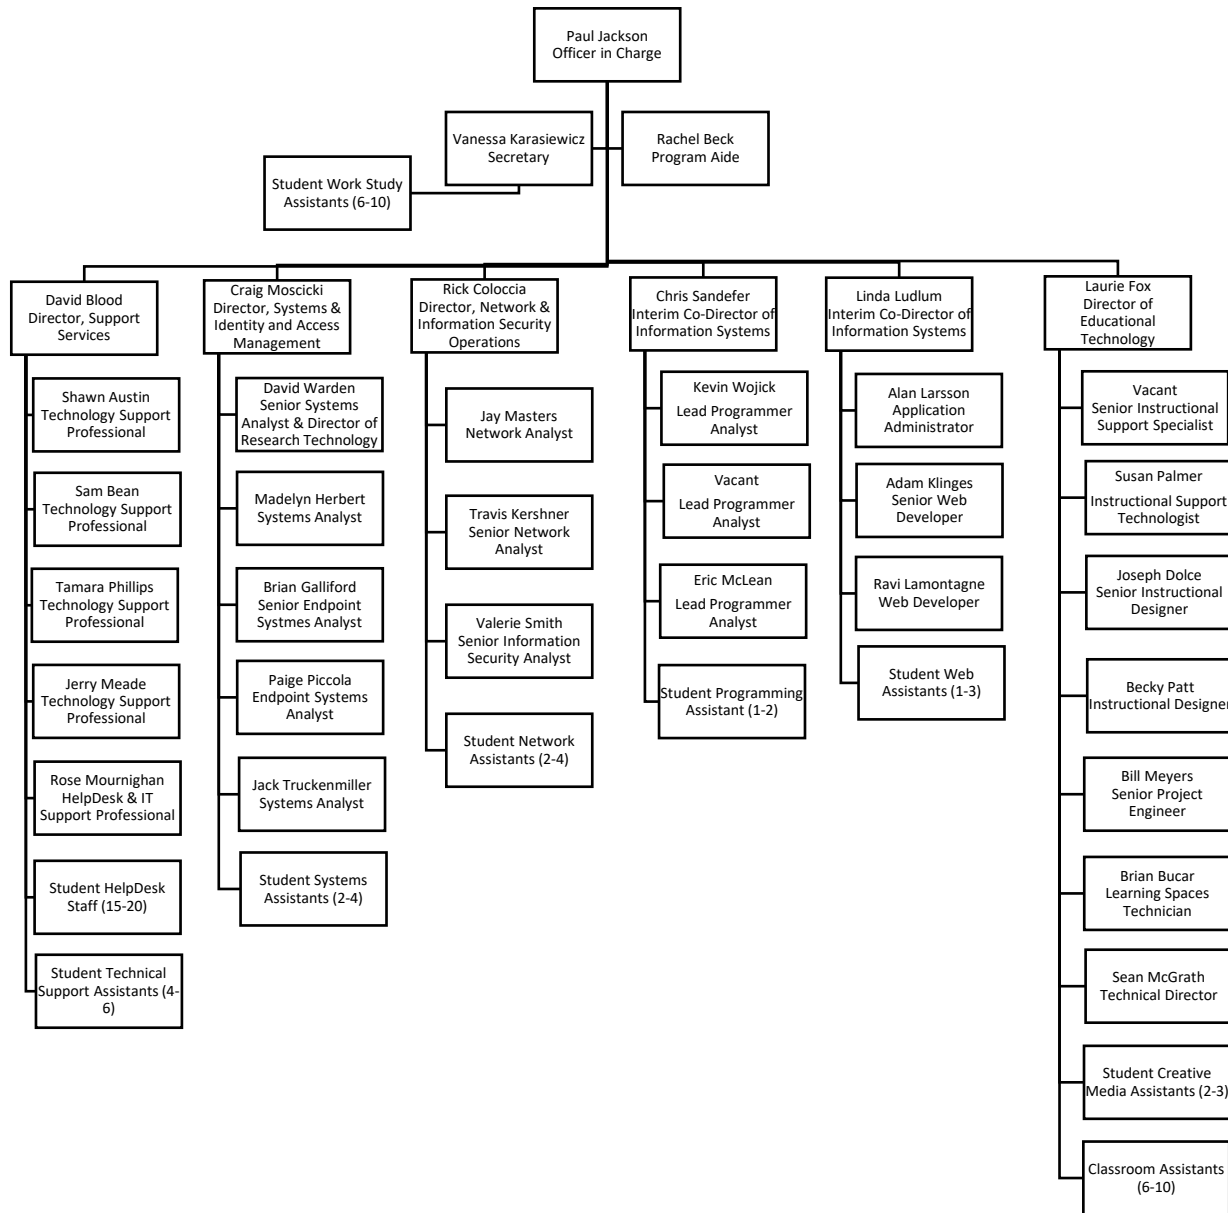 Paul Jackson
Officer in Charge
Vanessa Karasiewicz
Secretary
Rachel Beck
Program Aide
Student Work Study
Assistants (6-10)
David Blood
Director, Support
Services
Shawn Austin
Technology Support
Professional
Sam Bean
Technology Support
Professional
Tamara Phillips
Technology Support
Professional
Jerry Meade
Technology Support
Professional
Rose Mournighan
HelpDesk & IT
Support Professional
Student HelpDesk
Staff (15-20)
Student Technical
Support Assistants (4-
6)
Craig Moscicki
Director, Systems &
Identity and Access
Management
David Warden
Senior Systems
Analyst & Director of
Research Technology
Madelyn Herbert
Systems Analyst
Brian Galliford
Senior Endpoint
Systmes Analyst
Paige Piccola
Endpoint Systems
Analyst
Jack Truckenmiller
Systems Analyst
Student Systems
Assistants (2-4)
Rick Coloccia
Director, Network &
Information Security
Operations
Jay Masters
Network Analyst
Travis Kershner
Senior Network
Analyst
Valerie Smith
Senior Information
Security Analyst
Student Network
Assistants (2-4)
Chris Sandefer
Interim Co-Director of
Information Systems
Kevin Wojick
Lead Programmer
Analyst
Vacant
Lead Programmer
Analyst
Eric McLean
Lead Programmer
Analyst
Student Programming
Assistant (1-2)
Linda Ludlum
Interim Co-Director of
Information Systems
Alan Larsson
Application
Administrator
Adam Klinges
Senior Web
Developer
Ravi Lamontagne
Web Developer
Student Web
Assistants (1-3)
Laurie Fox
Director of
Educational
Technology
Vacant
Senior Instructional
Support Specialist
Susan Palmer
Instructional Support
Technologist
Joseph Dolce
Senior Instructional
Designer
Becky Patt
Instructional Designer
Bill Meyers
Senior Project
Engineer
Brian Bucar
Learning Spaces
Technician
Sean McGrath
Technical Director
Student Creative
Media Assistants (2-3)
Classroom Assistants
(6-10)